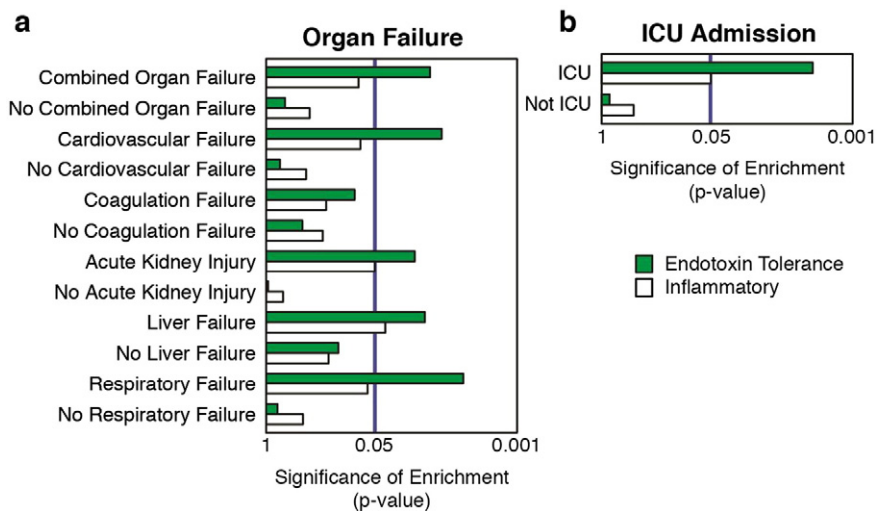 a
Organ Failure
Combined Organ Failure
No Combined Organ Failure
Cardiovascular Failure
No Cardiovascular Failure
Coagulation Failure
No Coagulation Failure
Acute Kidney Injury
No Acute Kidney Injury
Liver Failure
No Liver Failure
Respiratory Failure
No Respiratory Failure
1 0.05 0.001
Significance of Enrichment
(p-value)
b
ICU Admission
ICU
Not ICU
1 0.05 0.001
Significance of Enrichment
(p-value)
Endotoxin Tolerance
Inflammatory